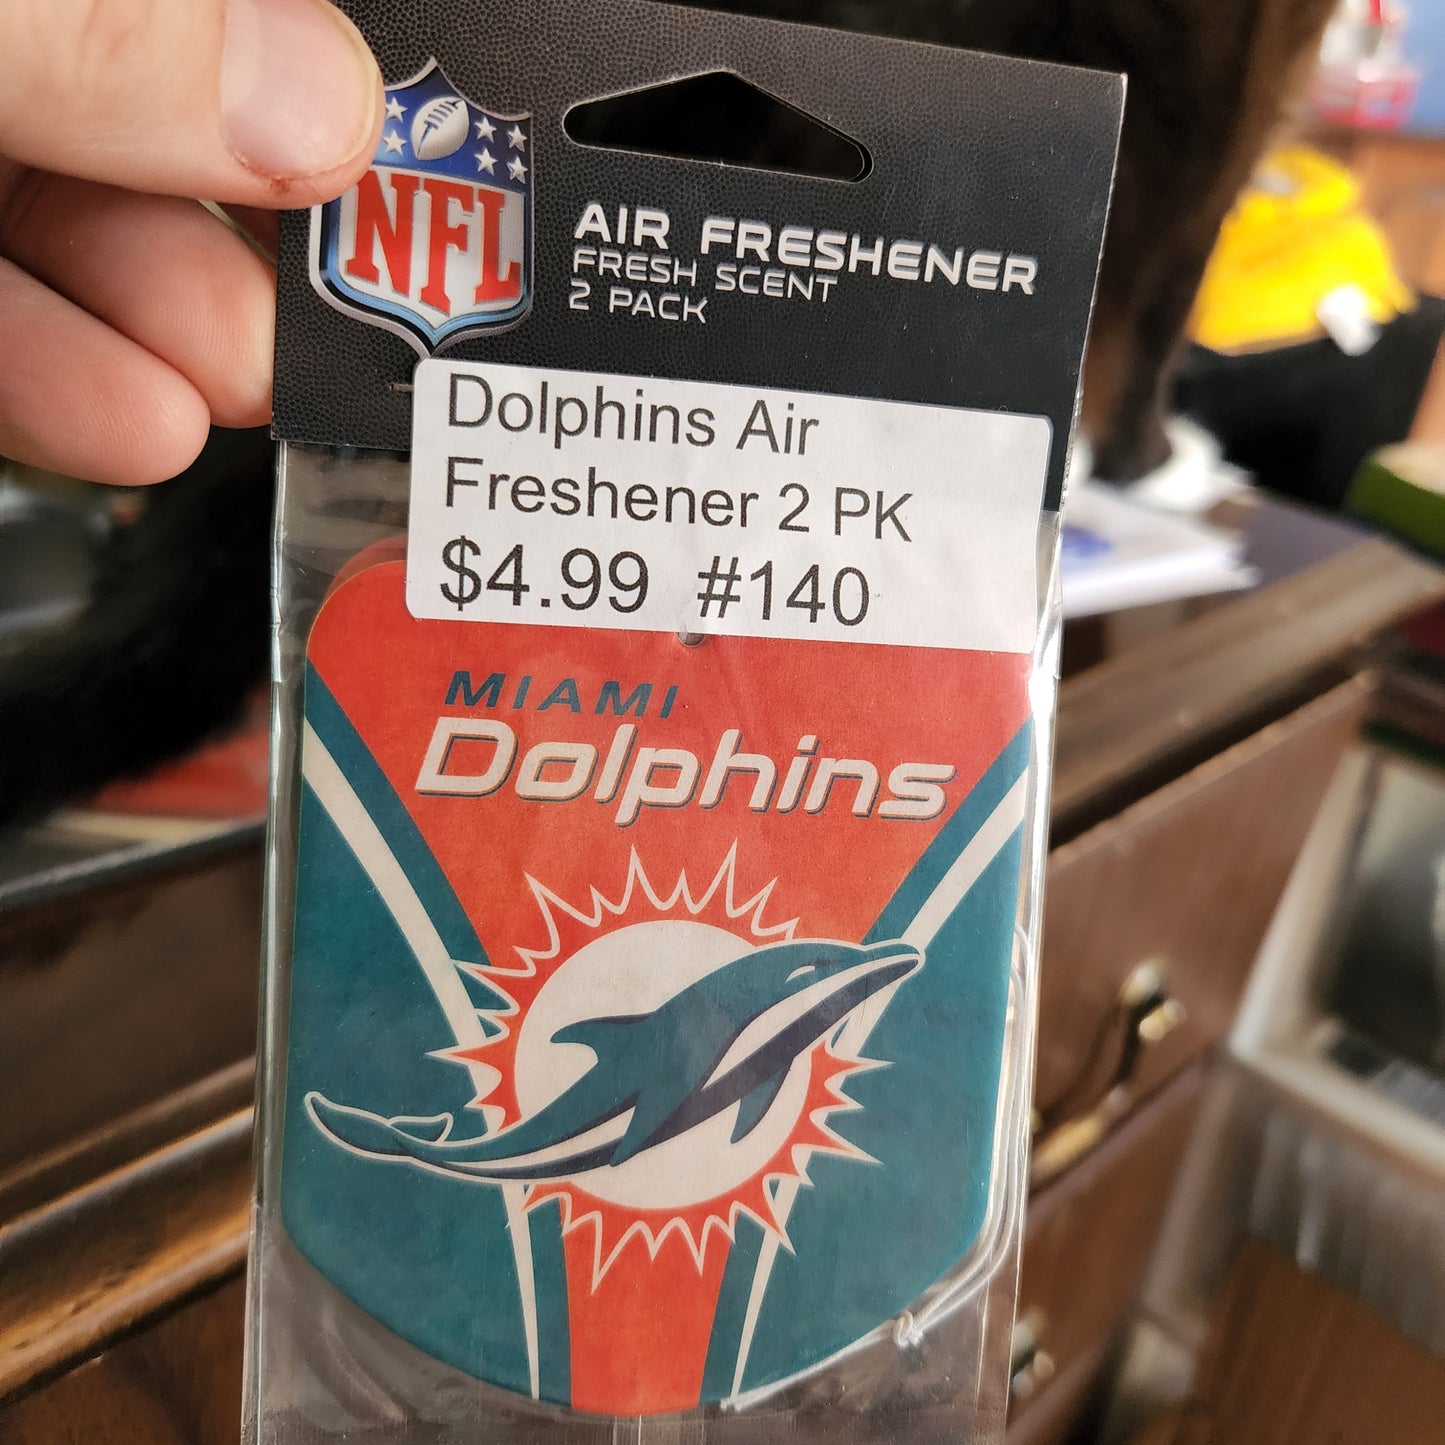 NFL
AIR FRESHENER
FRESH SCENT
2 PACK
Dolphins Air
Freshener 2 PK
$4.99 #140
MIAMI
Dolphins